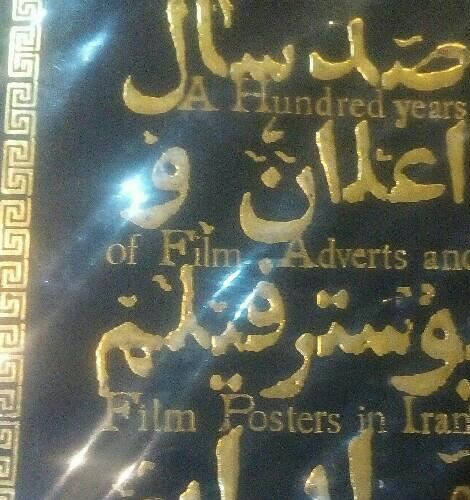 صد سال
A Hundred years
اعلان و
of Film Adverts and
پوستر فیلم
Film Posters in Iran